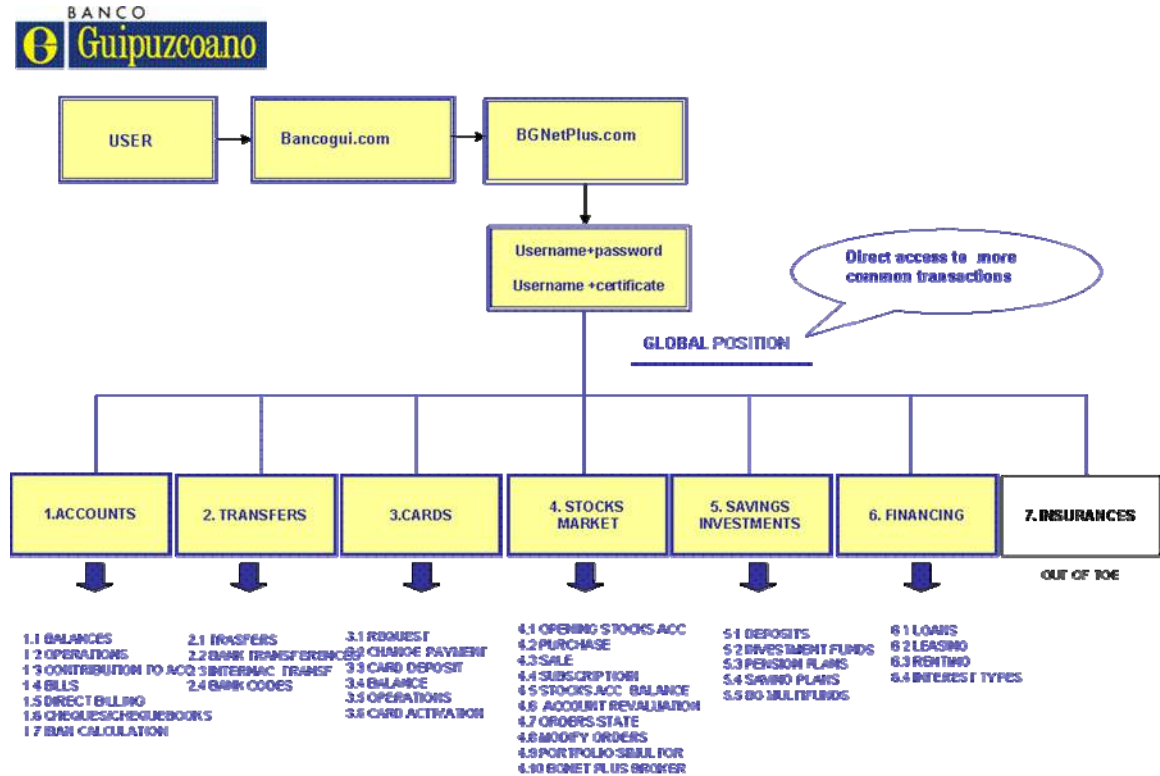 BANCO
Guipuzcoano
USER
Bancogui.com
BGNetPlus.com
Username+password
Username +certificate
Direct access to more
common transactions
GLOBAL POSITION
1.ACCOUNTS
2. TRANSFERS
3.CARDS
4. STOCKS
MARKET
5. SAVINGS
INVESTMENTS
6. FINANCING
7.INSURANCES
OUT OF TOE
1.1 BALANCES
1 2 OPERATIONS
1 3 CONTRIBUTION TO ACC
1 4 BILLS
1.5 DIRECT BILLING
1.6 CHEQUES/CHEQUEBOOKS
1 7 IBAN CALCULATION
2.1 TRASFERS
2.2 BANK TRANSFERENCES
2 3 INTERNAC TRANSF
2.4 BANK CODES
3.1 REQUEST
3.2 CHANGE PAYMENT
3 3 CARD DEPOSIT
3.4 BALANCE
3.5 OPERATIONS
3.6 CARD ACTIVATION
4.1 OPENING STOCKS ACC
4.2 PURCHASE
4.3 SALE
4.4 SUBSCRIPTION
4 5 STOCKS ACC BALANCE
4.6 ACCOUNT REVALUATION
4.7 ORDERS STATE
4.8 MODIFY ORDERS
4.9 PORTFOLIO SIMULTOR
4.10 BGNET PLUS BROKER
5 1 DEPOSITS
5 2 INVESTMENT FUNDS
5.3 PENSION PLANS
5.4 SAVING PLANS
5.5 BG MULTIFUNDS
6 1 LOANS
6 2 LEASING
6.3 RENTING
6.4 INTEREST TYPES